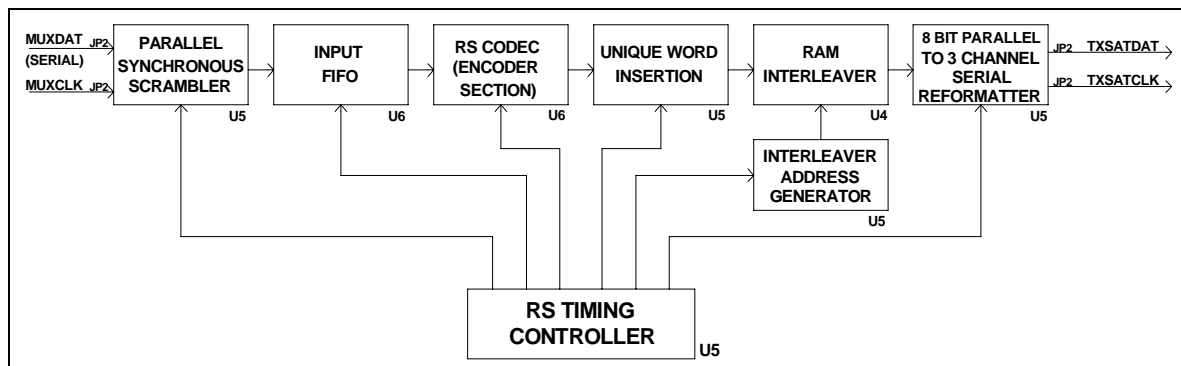 MUXDAT JP2
(SERIAL)
MUXCLK JP2
PARALLEL
SYNCHRONOUS
SCRAMBLER
U5
INPUT
FIFO
U6
RS CODEC
(ENCODER
SECTION)
U6
UNIQUE WORD
INSERTION
U5
RAM
INTERLEAVER
U4
8 BIT PARALLEL
TO 3 CHANNEL
SERIAL
REFORMATTER
U5
JP2 TXSATDAT
JP2 TXSATCLK
INTERLEAVER
ADDRESS
GENERATOR
U5
RS TIMING
CONTROLLER
U5